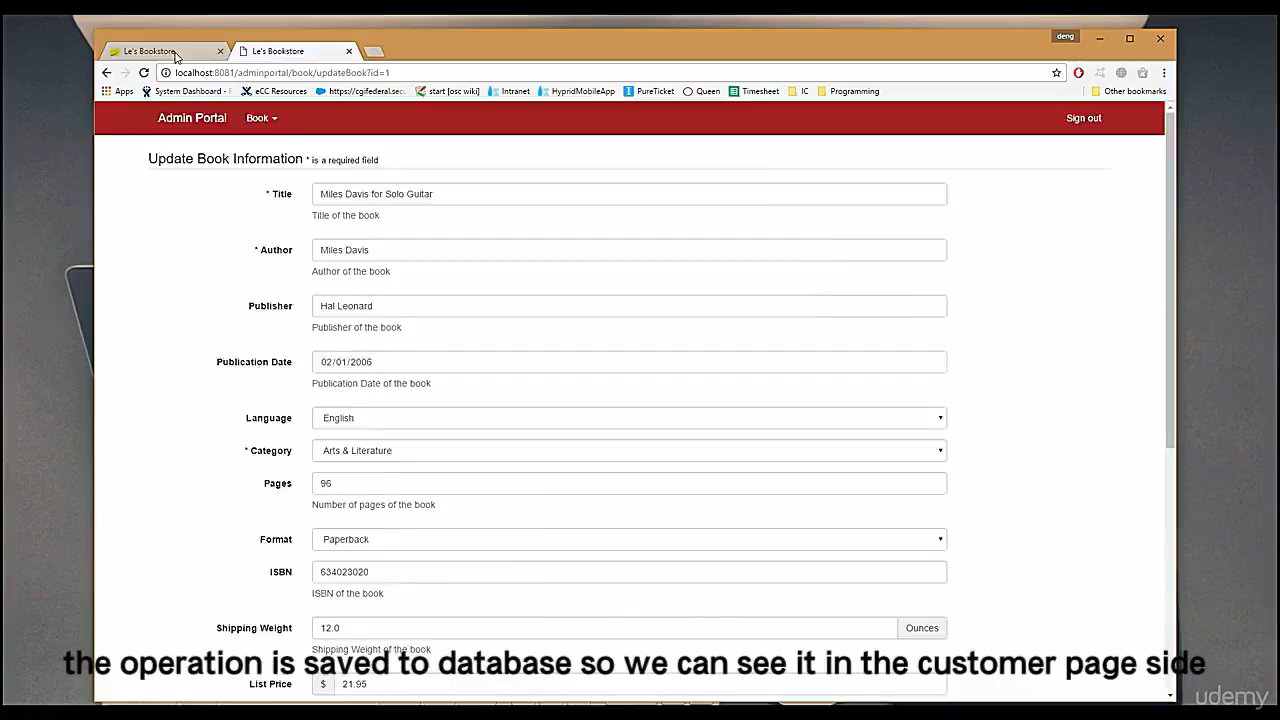 Le's Bookstore
Le's Bookstore
deng
localhost:8081/adminportal/book/updateBook?id=1
Apps System Dashboard - eCC Resources https://cgifederal.sec start [osc wiki] Intranet HypridMobileApp PureTicket Queen Timesheet IC Programming Other bookmarks
Admin Portal Book Sign out
Update Book Information * is a required field
* Title Miles Davis for Solo Guitar
Title of the book
* Author Miles Davis
Author of the book
Publisher Hal Leonard
Publisher of the book
Publication Date 02/01/2006
Publication Date of the book
Language English
* Category Arts & Literature
Pages 96
Number of pages of the book
Format Paperback
ISBN 634023020
ISBN of the book
Shipping Weight 12.0 Ounces
Shipping Weight of the book
the operation is saved to database so we can see it in the customer page side
List Price $ 21.95
udemy